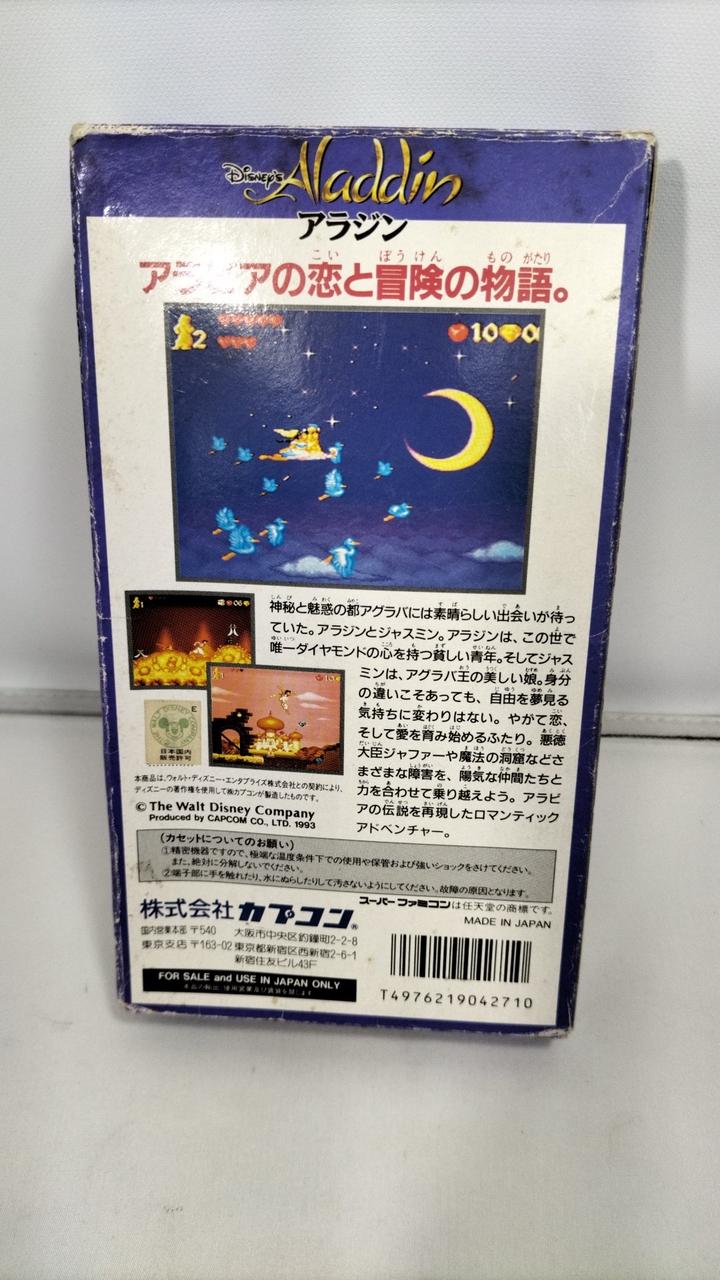 DISNEY'S Aladdin
アラジン
アラビアの恋と冒険の物語。
2
10
1
06
神秘と魅惑の都アグラバには素晴らしい出会いが待っ
ていた。アラジンとジャスミン。アラジンは、この世で
唯一ダイヤモンドの心を持つ貧しい青年。そしてジャス
ミンは、アグラバ王の美しい娘。身分
の違いこそあっても、自由を夢見る
気持ちに変わりはない。やがて恋、
そして愛を育み始めるふたり。悪徳
大臣ジャファーや魔法の洞窟などさ
まざまな障害を、陽気な仲間たちと
力を合わせて乗り越えよう。アラビ
アの伝説を再現したロマンティック
アドベンチャー。
E
日本国内
販売許可
本商品は、ウォルト・ディズニー・エンタプライズ株式会社との契約により、
ディズニーの著作権を使用して㈱カプコンが製造したものです。
© The Walt Disney Company
Produced by CAPCOM CO., LTD. 1993
〈カセットについてのお願い〉
①精密機器ですので、極端な温度条件下での使用や保管および強いショックをさけてください。
また、絶対に分解しないでください。
②端子部に手を触れたり、水にぬらしたりして汚さないようにしてください。故障の原因となります。
スーパーファミコンは任天堂の商標です。
MADE IN JAPAN
株式会社カプコン®
国内営業本部 〒540 大阪市中央区釣鐘町2-2-8
東京支店 〒163-02 東京都新宿区西新宿2-6-1
新宿住友ビル43F
FOR SALE and USE IN JAPAN ONLY
本品の輸出、使用営業及び賃貸を禁じます
T4976219042710